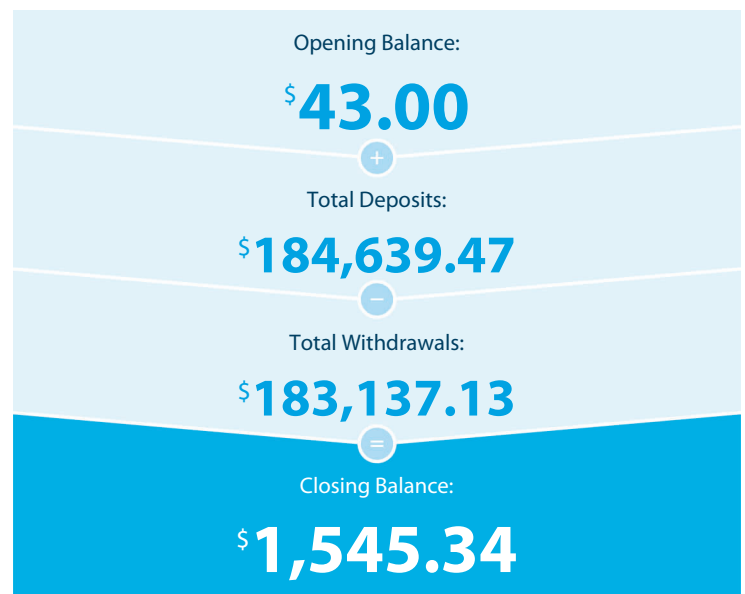 Opening Balance:
$43.00
+
Total Deposits:
$184,639.47
−
Total Withdrawals:
$183,137.13
=
Closing Balance:
$1,545.34